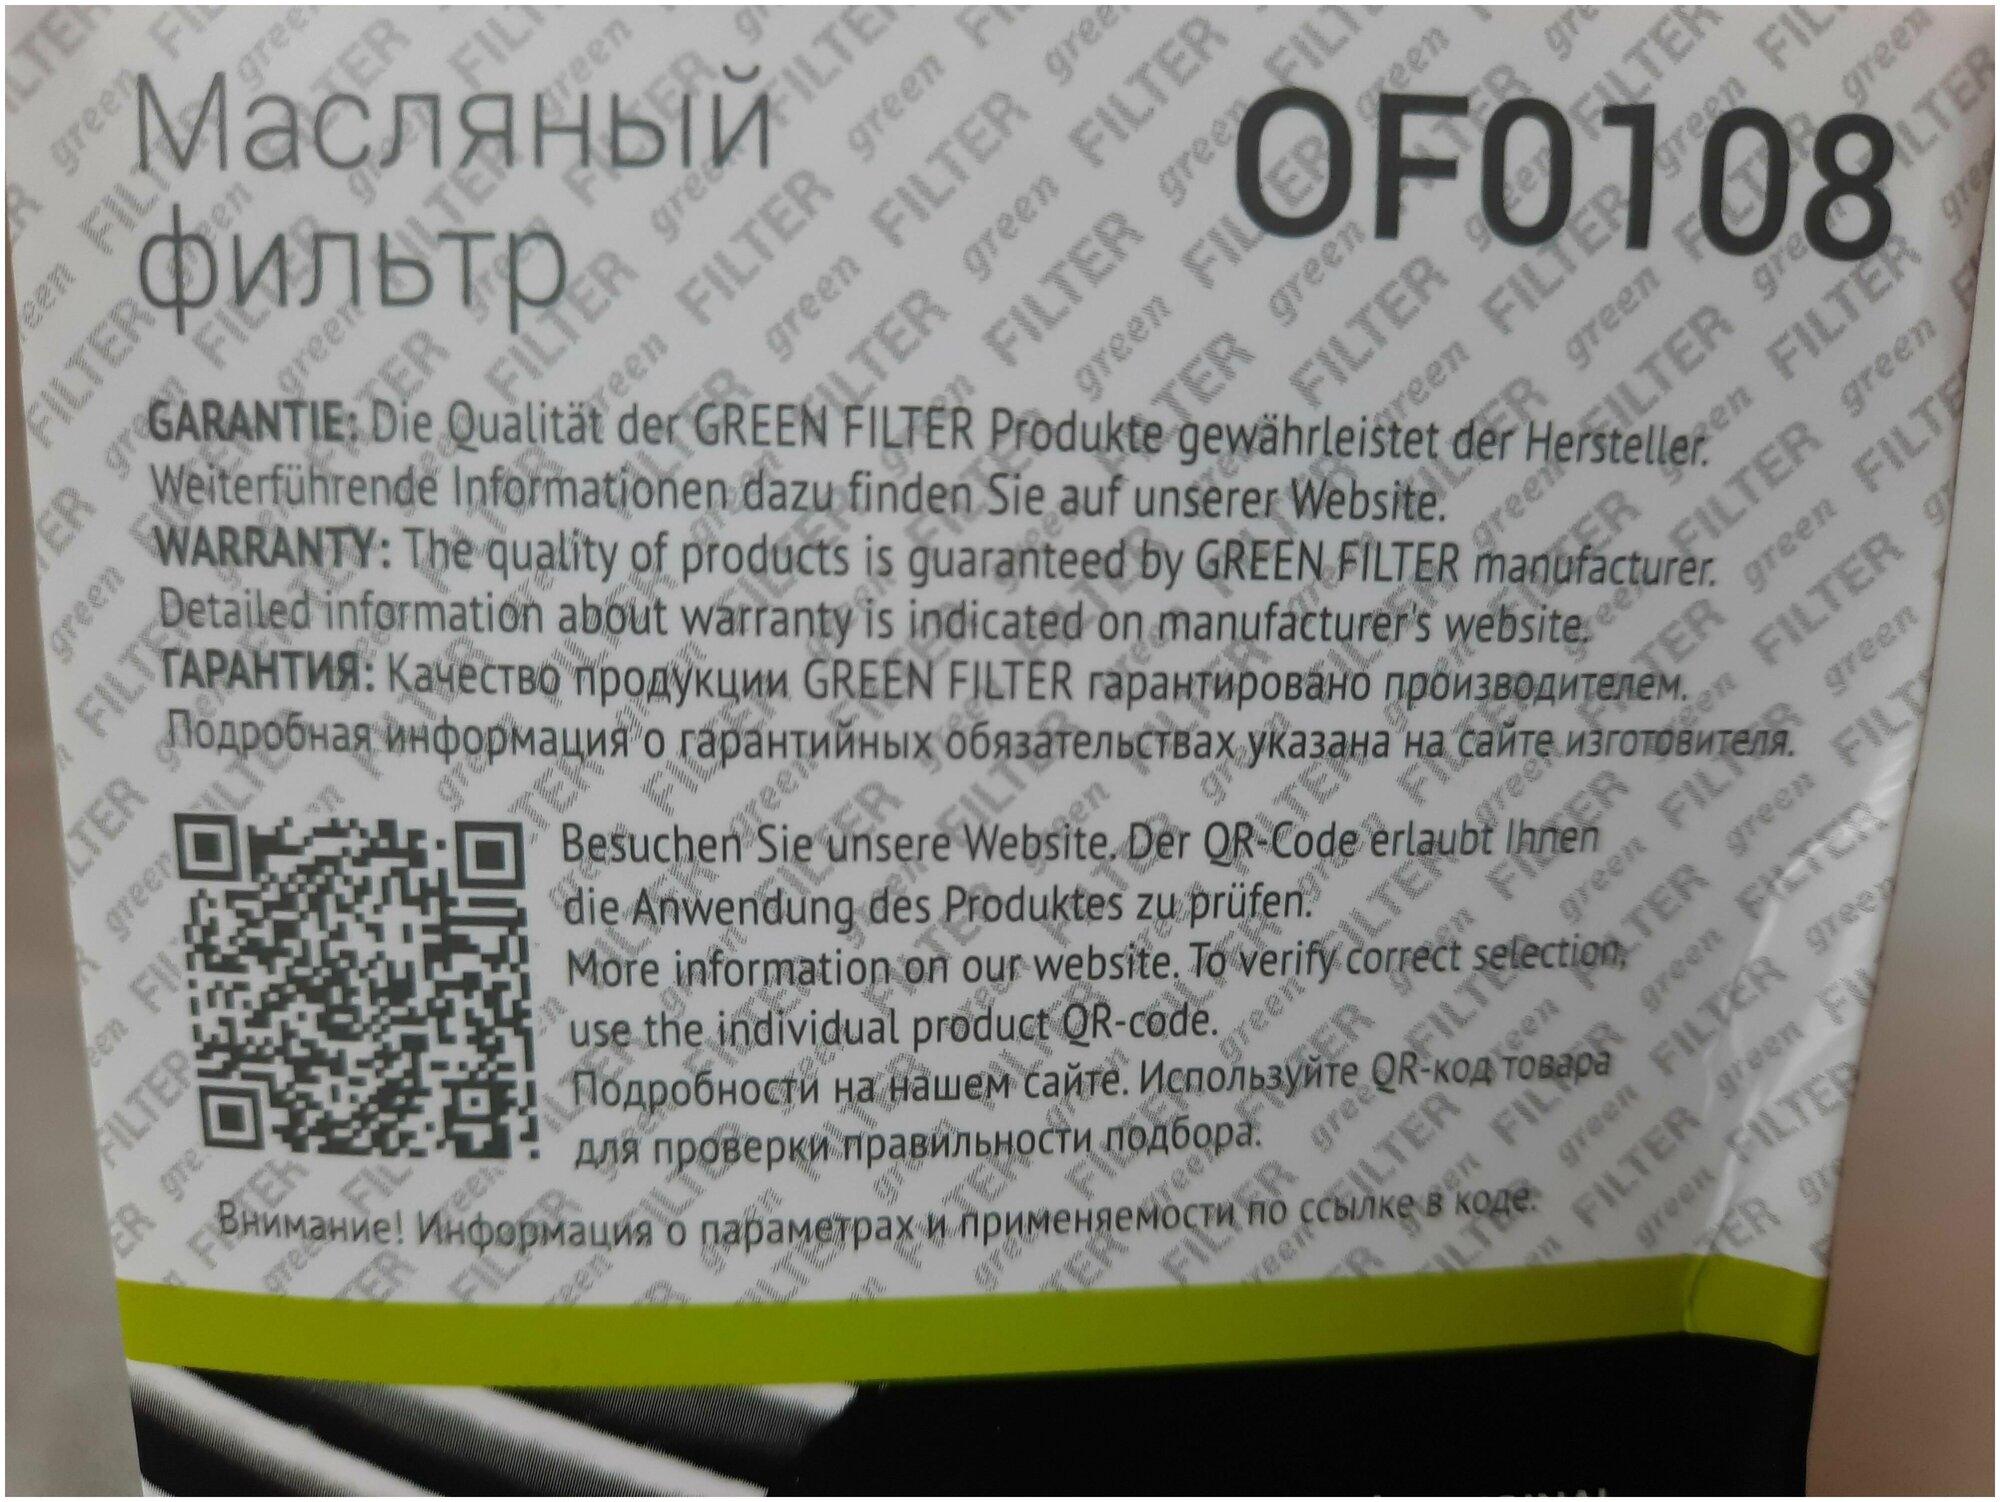 Масляный
фильтр
OF0108
GARANTIE: Die Qualität der GREEN FILTER Produkte gewährleistet der Hersteller.
Weiterführende Informationen dazu finden Sie auf unserer Website.
WARRANTY: The quality of products is guaranteed by GREEN FILTER manufacturer.
Detailed information about warranty is indicated on manufacturer's website.
ГАРАНТИЯ: Качество продукции GREEN FILTER гарантировано производителем.
Подробная информация о гарантийных обязательствах указана на сайте изготовителя.
Besuchen Sie unsere Website. Der QR-Code erlaubt Ihnen
die Anwendung des Produktes zu prüfen.
More information on our website. To verify correct selection,
use the individual product QR-code.
Подробности на нашем сайте. Используйте QR-код товара
для проверки правильности подбора.
Внимание! Информация о параметрах и применяемости по ссылке в коде.